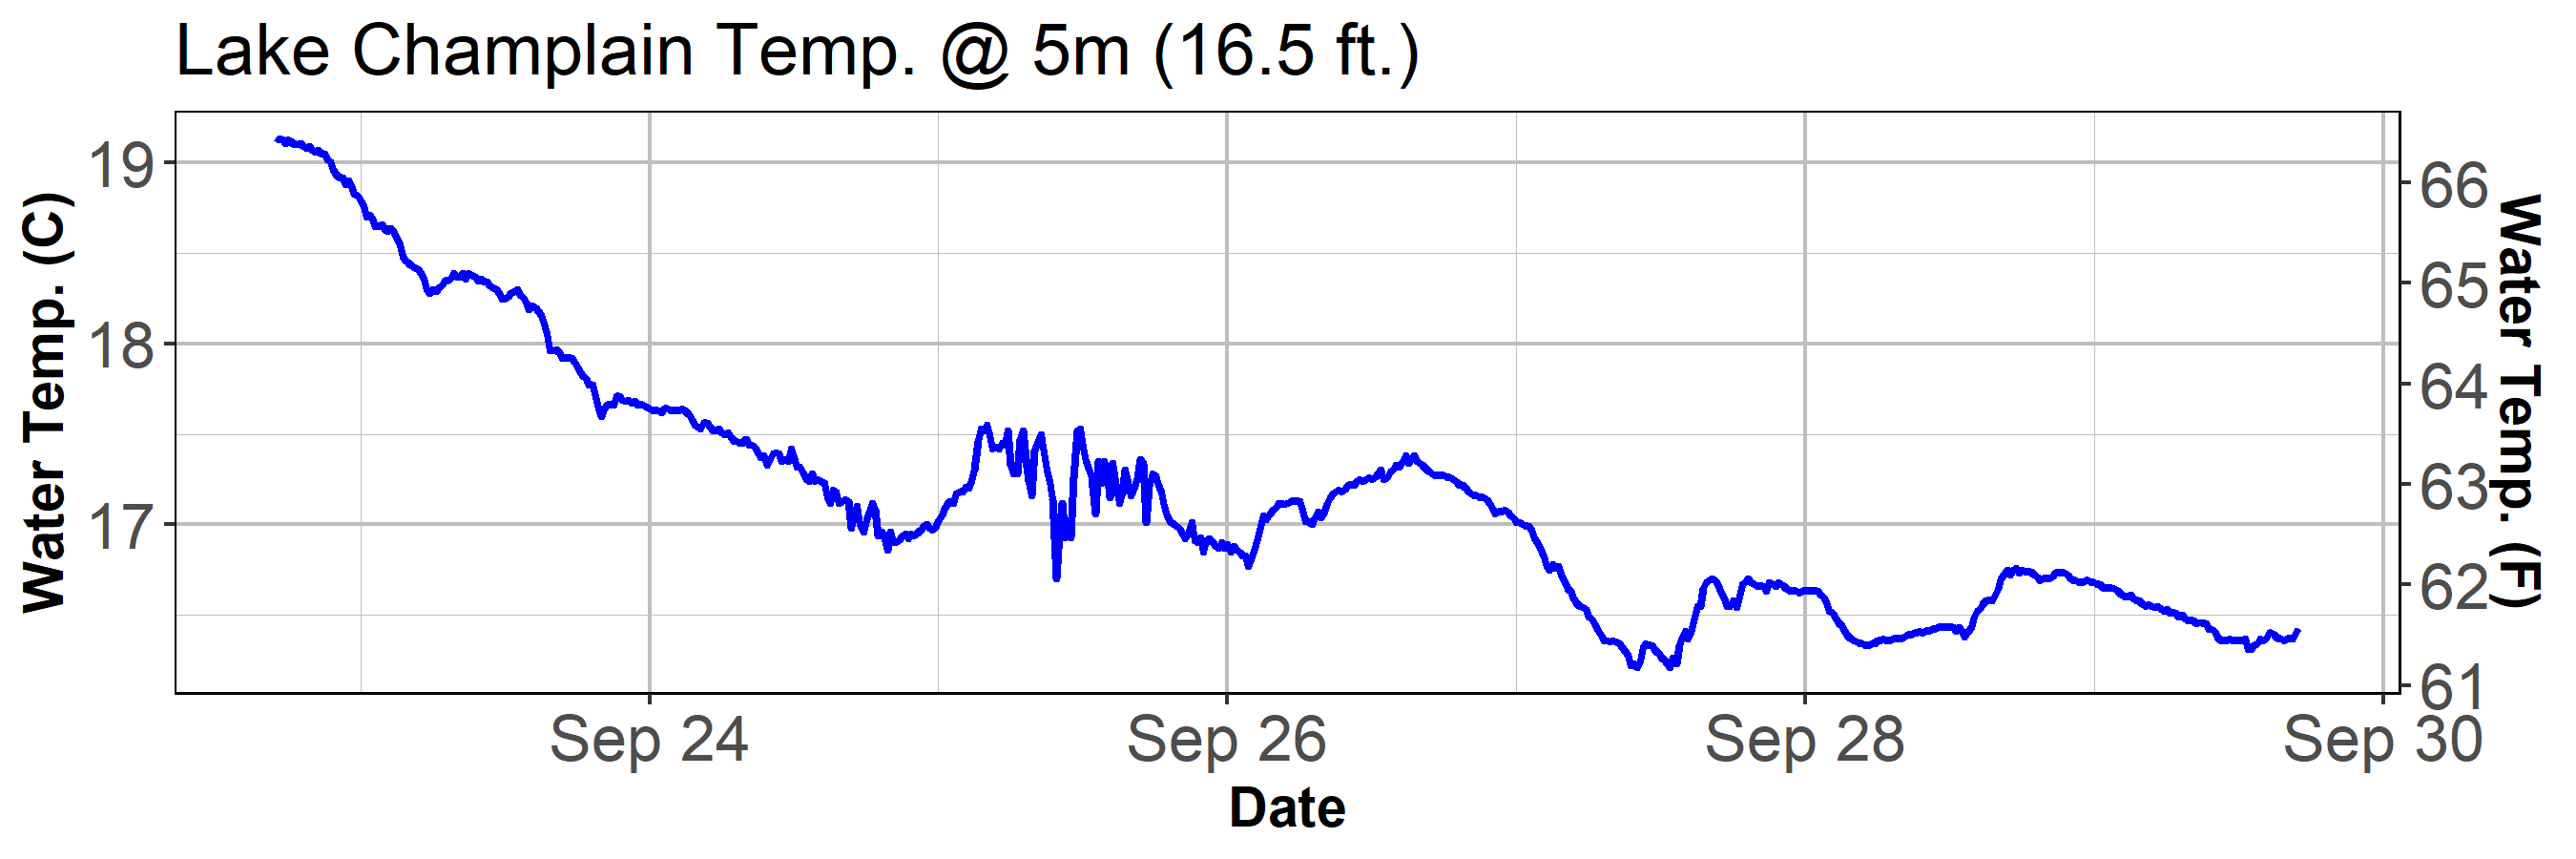 Lake Champlain Temp. @ 5m (16.5 ft.)
Water Temp. (C)
19
18
17
66
65
64
63
62
61
Water Temp. (F)
Sep 24 Sep 26 Sep 28 Sep 30
Date